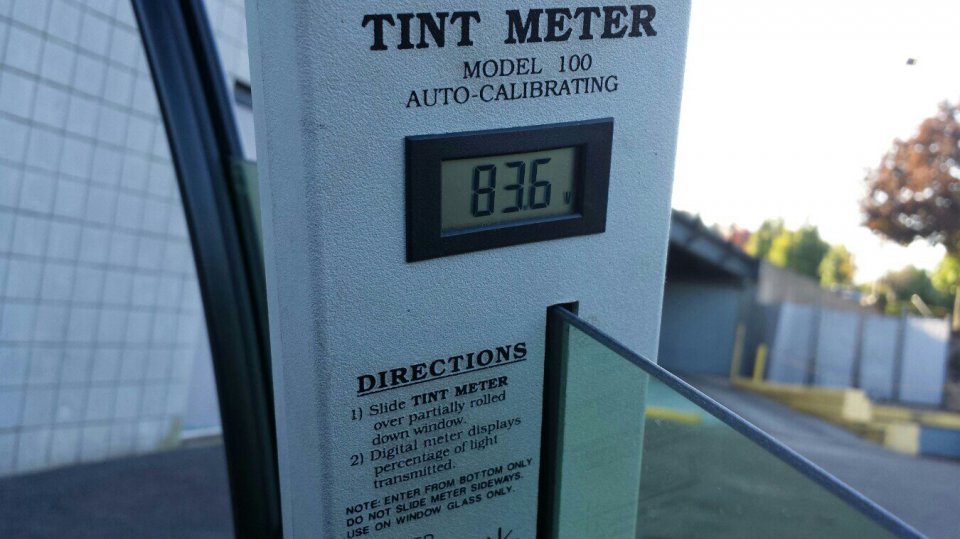 TINT METER
MODEL 100
AUTO-CALIBRATING
83.6 V
DIRECTIONS
1) Slide TINT METER
over partially rolled
down window.
2) Digital meter displays
percentage of light
transmitted.
NOTE: ENTER FROM BOTTOM ONLY
DO NOT SLIDE METER SIDEWAYS.
USE ON WINDOW GLASS ONLY.